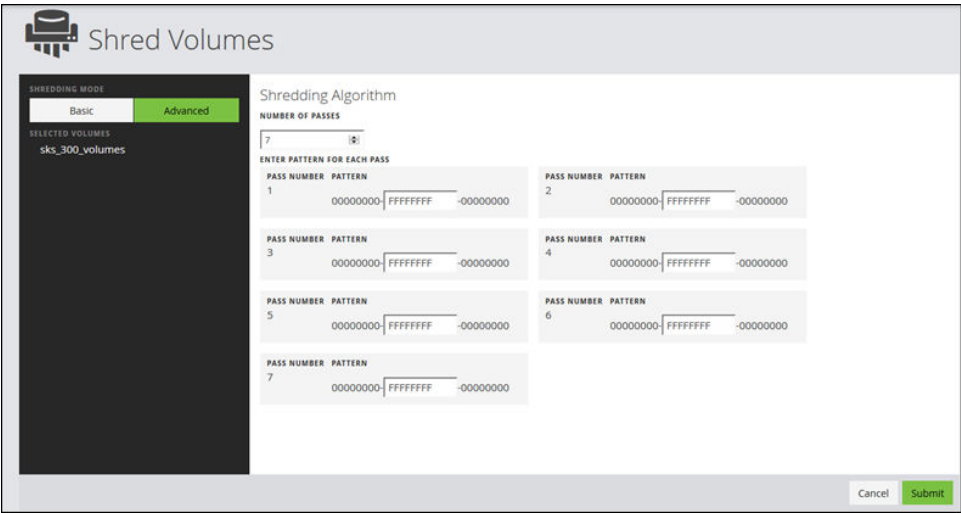 Shred Volumes
SHREDDING MODE
Basic Advanced
SELECTED VOLUMES
sks_300_volumes
Shredding Algorithm
NUMBER OF PASSES
7
ENTER PATTERN FOR EACH PASS
PASS NUMBER PATTERN
1 00000000- FFFFFFFF -00000000
PASS NUMBER PATTERN
2 00000000- FFFFFFFF -00000000
PASS NUMBER PATTERN
3 00000000- FFFFFFFF -00000000
PASS NUMBER PATTERN
4 00000000- FFFFFFFF -00000000
PASS NUMBER PATTERN
5 00000000- FFFFFFFF -00000000
PASS NUMBER PATTERN
6 00000000- FFFFFFFF -00000000
PASS NUMBER PATTERN
7 00000000- FFFFFFFF -00000000
Cancel Submit